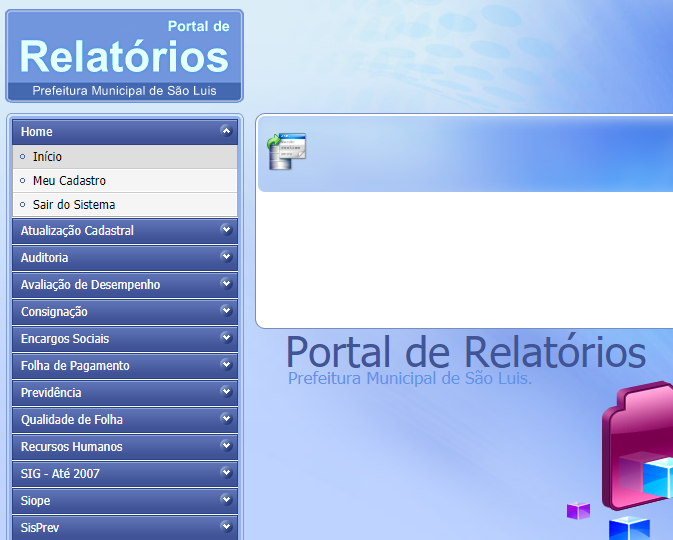 Portal de
Relatórios
Prefeitura Municipal de São Luis
Home
Início
Meu Cadastro
Sair do Sistema
Atualização Cadastral
Auditoria
Avaliação de Desempenho
Consignação
Encargos Sociais
Folha de Pagamento
Previdência
Qualidade de Folha
Recursos Humanos
SIG - Até 2007
Siope
SisPrev
Portal de Relatórios
Prefeitura Municipal de São Luis.